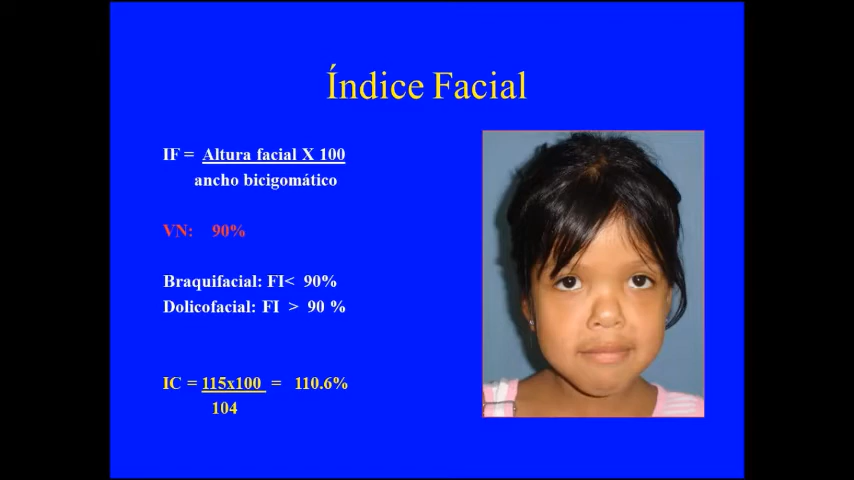 Índice Facial
IF = Altura facial X 100
ancho bicigomático
VN: 90%
Braquifacial: FI< 90%
Dolicofacial: FI > 90 %
IC = 115x100 = 110.6%
104